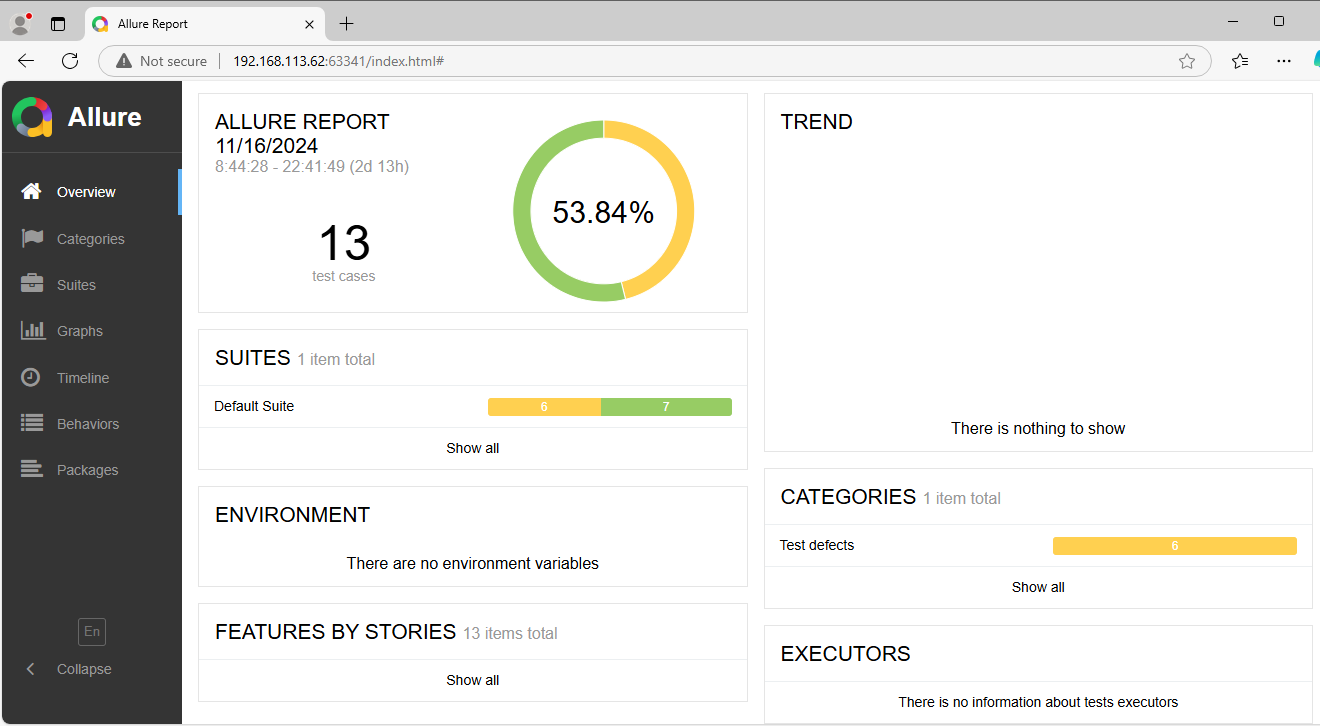 Allure Report
Not secure
192.168.113.62:63341/index.html#
Allure
Overview
Categories
Suites
Graphs
Timeline
Behaviors
Packages
En
Collapse
ALLURE REPORT
11/16/2024
8:44:28 - 22:41:49 (2d 13h)
13
test cases
53.84%
SUITES 1 item total
Default Suite 6 7
Show all
ENVIRONMENT
There are no environment variables
FEATURES BY STORIES 13 items total
Show all
TREND
There is nothing to show
CATEGORIES 1 item total
Test defects 6
Show all
EXECUTORS
There is no information about tests executors